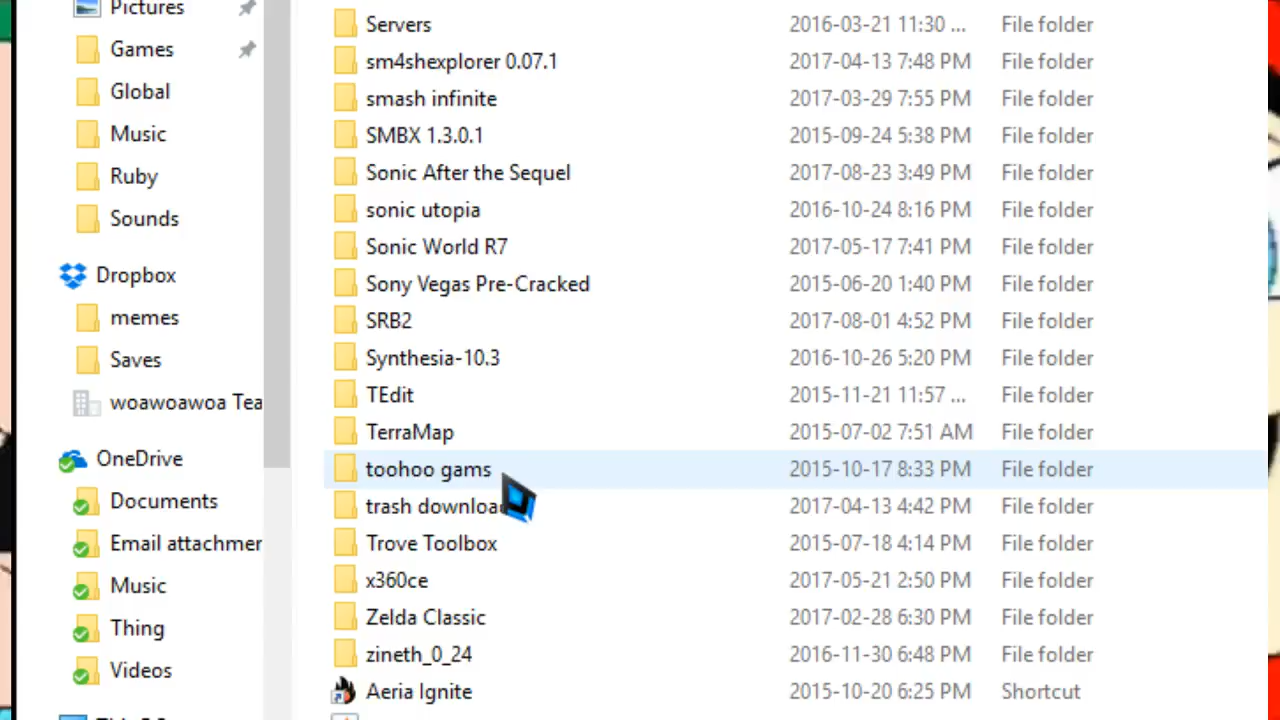 Pictures
Games
Global
Music
Ruby
Sounds
Dropbox
memes
Saves
woawoawoa Tea
OneDrive
Documents
Email attachmer
Music
Thing
Videos
Servers 2016-03-21 11:30 ... File folder
sm4shexplorer 0.07.1 2017-04-13 7:48 PM File folder
smash infinite 2017-03-29 7:55 PM File folder
SMBX 1.3.0.1 2015-09-24 5:38 PM File folder
Sonic After the Sequel 2017-08-23 3:49 PM File folder
sonic utopia 2016-10-24 8:16 PM File folder
Sonic World R7 2017-05-17 7:41 PM File folder
Sony Vegas Pre-Cracked 2015-06-20 1:40 PM File folder
SRB2 2017-08-01 4:52 PM File folder
Synthesia-10.3 2016-10-26 5:20 PM File folder
TEdit 2015-11-21 11:57 ... File folder
TerraMap 2015-07-02 7:51 AM File folder
toohoo gams 2015-10-17 8:33 PM File folder
trash downloa 2017-04-13 4:42 PM File folder
Trove Toolbox 2015-07-18 4:14 PM File folder
x360ce 2017-05-21 2:50 PM File folder
Zelda Classic 2017-02-28 6:30 PM File folder
zineth_0_24 2016-11-30 6:48 PM File folder
Aeria Ignite 2015-10-20 6:25 PM Shortcut